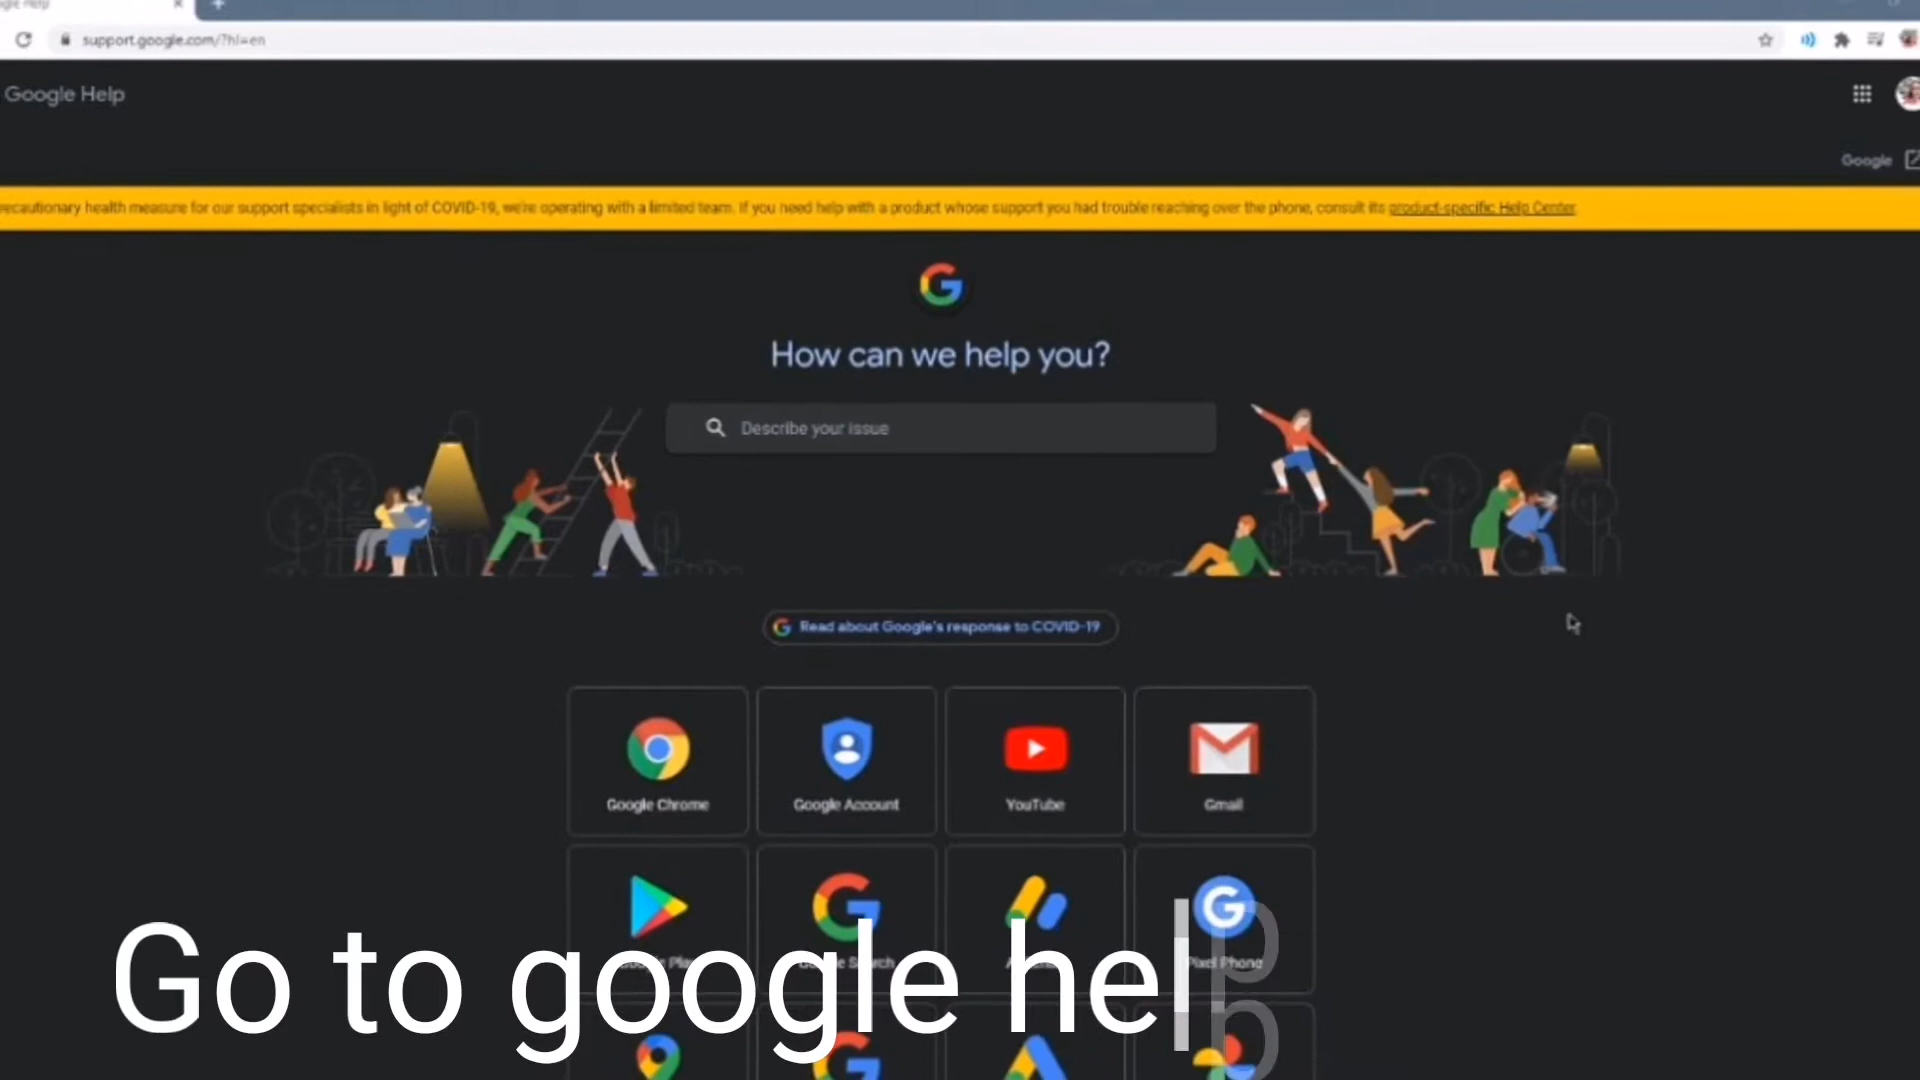 support.google.com/?hl=en
Google Help
Google
recautionary health measure for our support specialists in light of COVID-19, we're operating with a limited team. If you need help with a product whose support you had trouble reaching over the phone, consult its product-specific Help Center.
How can we help you?
Describe your issue
Read about Google's response to COVID-19
Google Chrome
Google Account
YouTube
Gmail
Pixel Phone
Go to google help